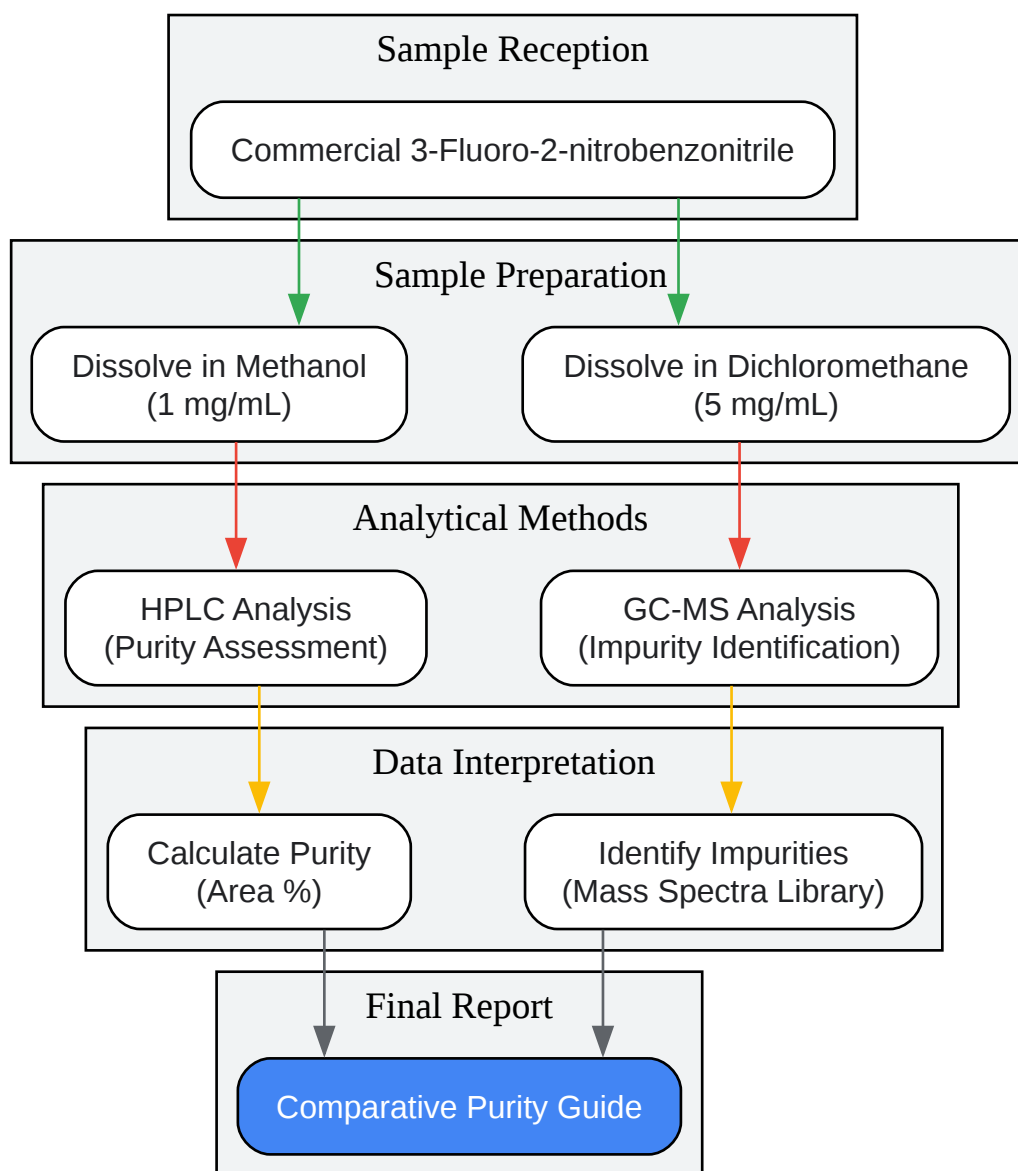 Sample Reception
Commercial 3-Fluoro-2-nitrobenzonitrile
Sample Preparation
Dissolve in Methanol
(1 mg/mL)
Dissolve in Dichloromethane
(5 mg/mL)
Analytical Methods
HPLC Analysis
(Purity Assessment)
GC-MS Analysis
(Impurity Identification)
Data Interpretation
Calculate Purity
(Area %)
Identify Impurities
(Mass Spectra Library)
Final Report
Comparative Purity Guide